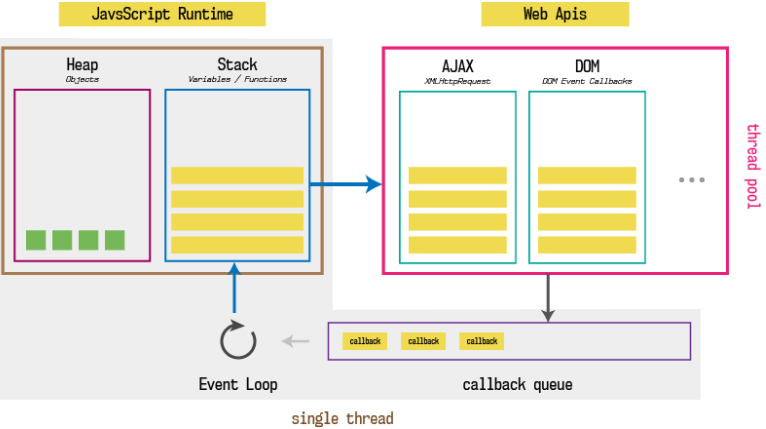 JavsScript Runtime
Web Apis
Heap
Objects
Stack
Variables / Functions
AJAX
XMLHttpRequest
DOM
DOM Event Callbacks
thread pool
callback
callback
callback
Event Loop
callback queue
single thread